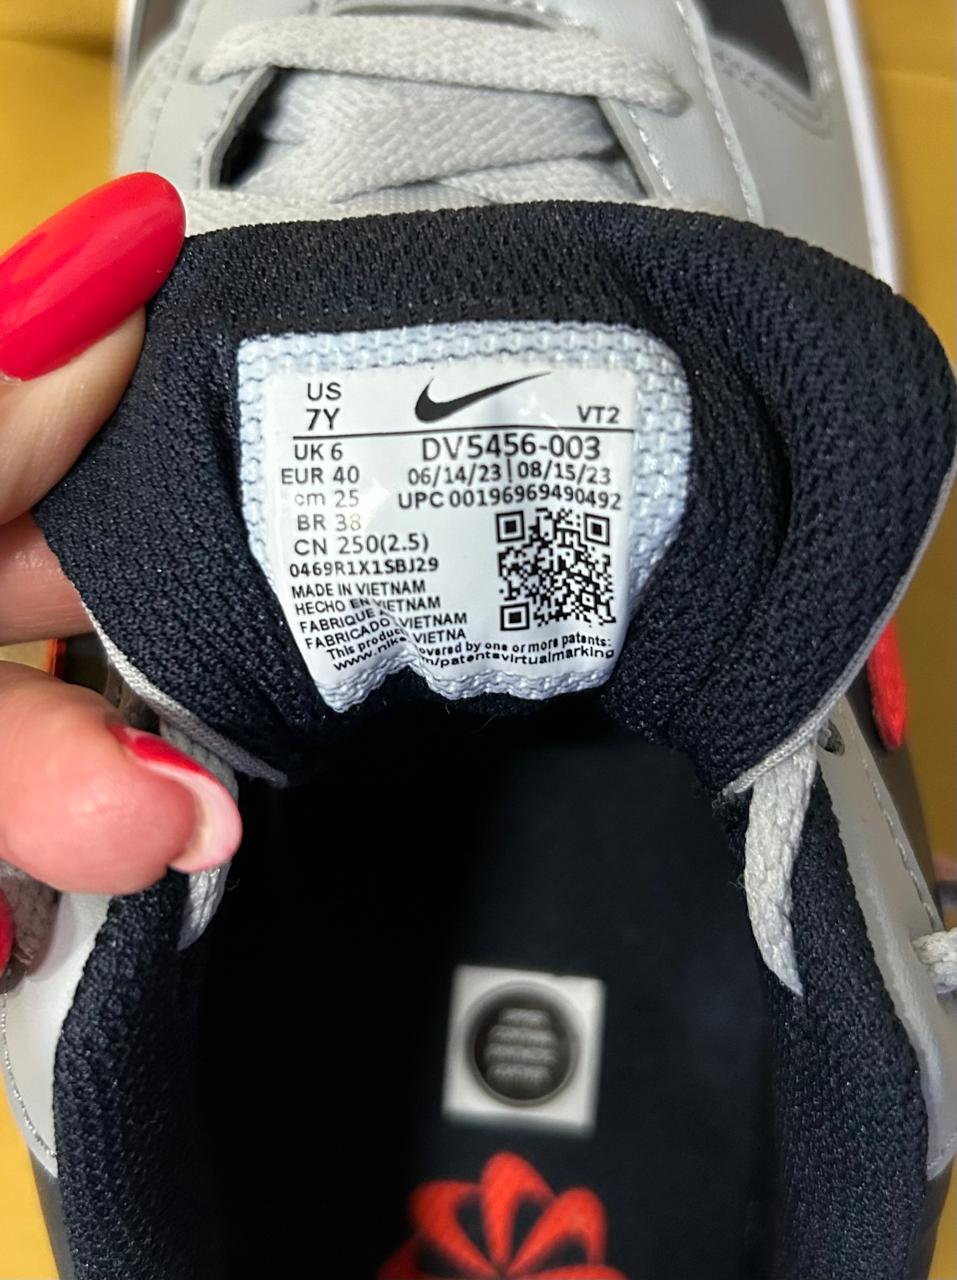 US
7Y
VT2
UK 6
DV5456-003
EUR 40
06/14/23 | 08/15/23
cm 25
UPC 00196969490492
BR 38
CN 250(2.5)
0469R1X1SBJ29
MADE IN VIETNAM
HECHO EN VIETNAM
FABRIQUE VIETNAM
FABRICADO VIETNA
This produc overed by one or more patents:
www.nike m/patentsvirtualmarking